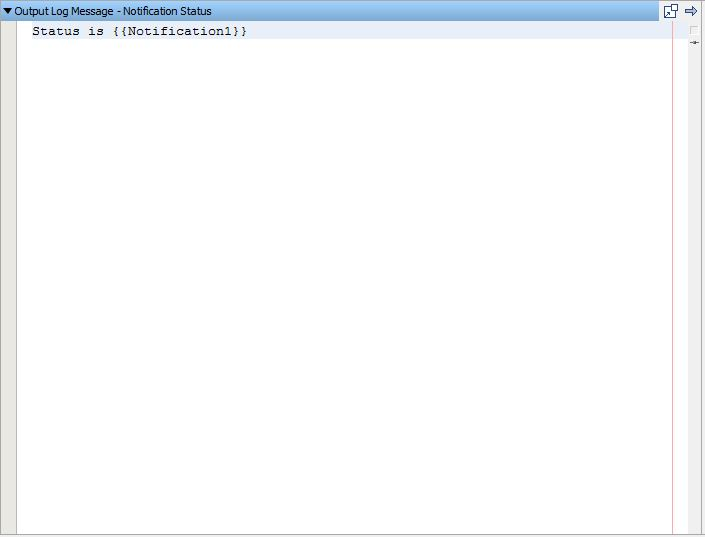 Output Log Message - Notification Status
Status is {{Notification1}}